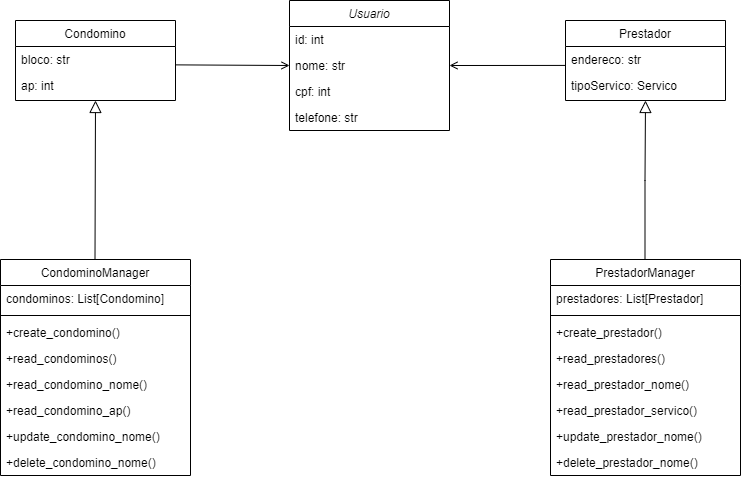 Condomino
bloco: str
ap: int
Usuario
id: int
nome: str
cpf: int
telefone: str
Prestador
endereco: str
tipoServico: Servico
CondominoManager
condominos: List[Condomino]
+create_condomino()
+read_condominos()
+read_condomino_nome()
+read_condomino_ap()
+update_condomino_nome()
+delete_condomino_nome()
PrestadorManager
prestadores: List[Prestador]
+create_prestador()
+read_prestadores()
+read_prestador_nome()
+read_prestador_servico()
+update_prestador_nome()
+delete_prestador_nome()